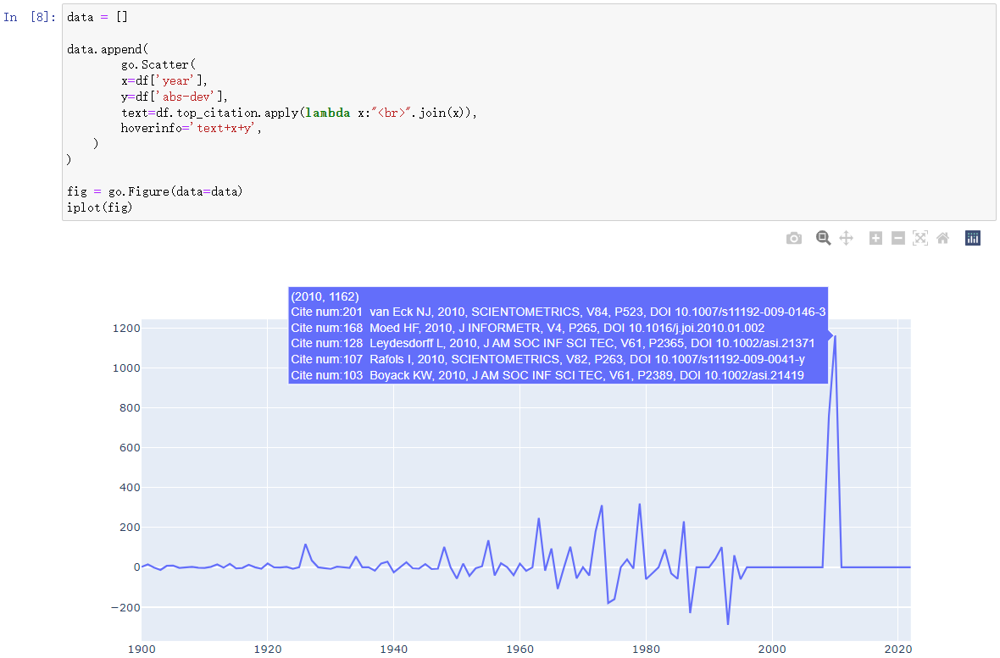 In [8]:
data = []
data.append(
go.Scatter(
x=df['year'],
y=df['abs-dev'],
text=df.top_citation.apply(lambda x:"<br>".join(x)),
hoverinfo='text+x+y',
)
)
fig = go.Figure(data=data)
iplot(fig)
(2010, 1162)
Cite num:201 van Eck NJ, 2010, SCIENTOMETRICS, V84, P523, DOI 10.1007/s11192-009-0146-3
Cite num:168 Moed HF, 2010, J INFORMETR, V4, P265, DOI 10.1016/j.joi.2010.01.002
Cite num:128 Leydesdorff L, 2010, J AM SOC INF SCI TEC, V61, P2365, DOI 10.1002/asi.21371
Cite num:107 Rafols I, 2010, SCIENTOMETRICS, V82, P263, DOI 10.1007/s11192-009-0041-y
Cite num:103 Boyack KW, 2010, J AM SOC INF SCI TEC, V61, P2389, DOI 10.1002/asi.21419
1200
1000
800
600
400
200
0
−200
1900 1920 1940 1960 1980 2000 2020